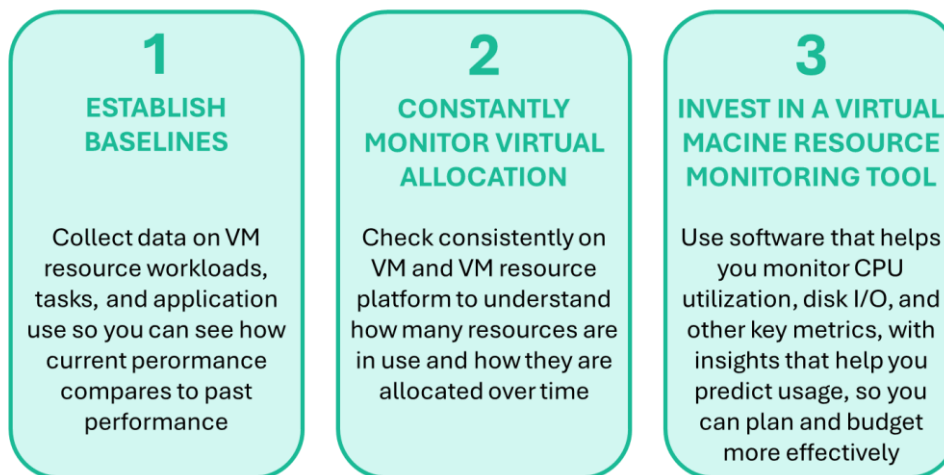 1
ESTABLISH
BASELINES
Collect data on VM
resource workloads,
tasks, and application
use so you can see how
current perormance
compares to past
performance
2
CONSTANTLY
MONITOR VIRTUAL
ALLOCATION
Check consistently on
VM and VM resource
platform to understand
how many resources are
in use and how they are
allocated over time
3
INVEST IN A VIRTUAL
MACINE RESOURCE
MONITORING TOOL
Use software that helps
you monitor CPU
utilization, disk I/O, and
other key metrics, with
insights that help you
predict usage, so you
can plan and budget
more effectively